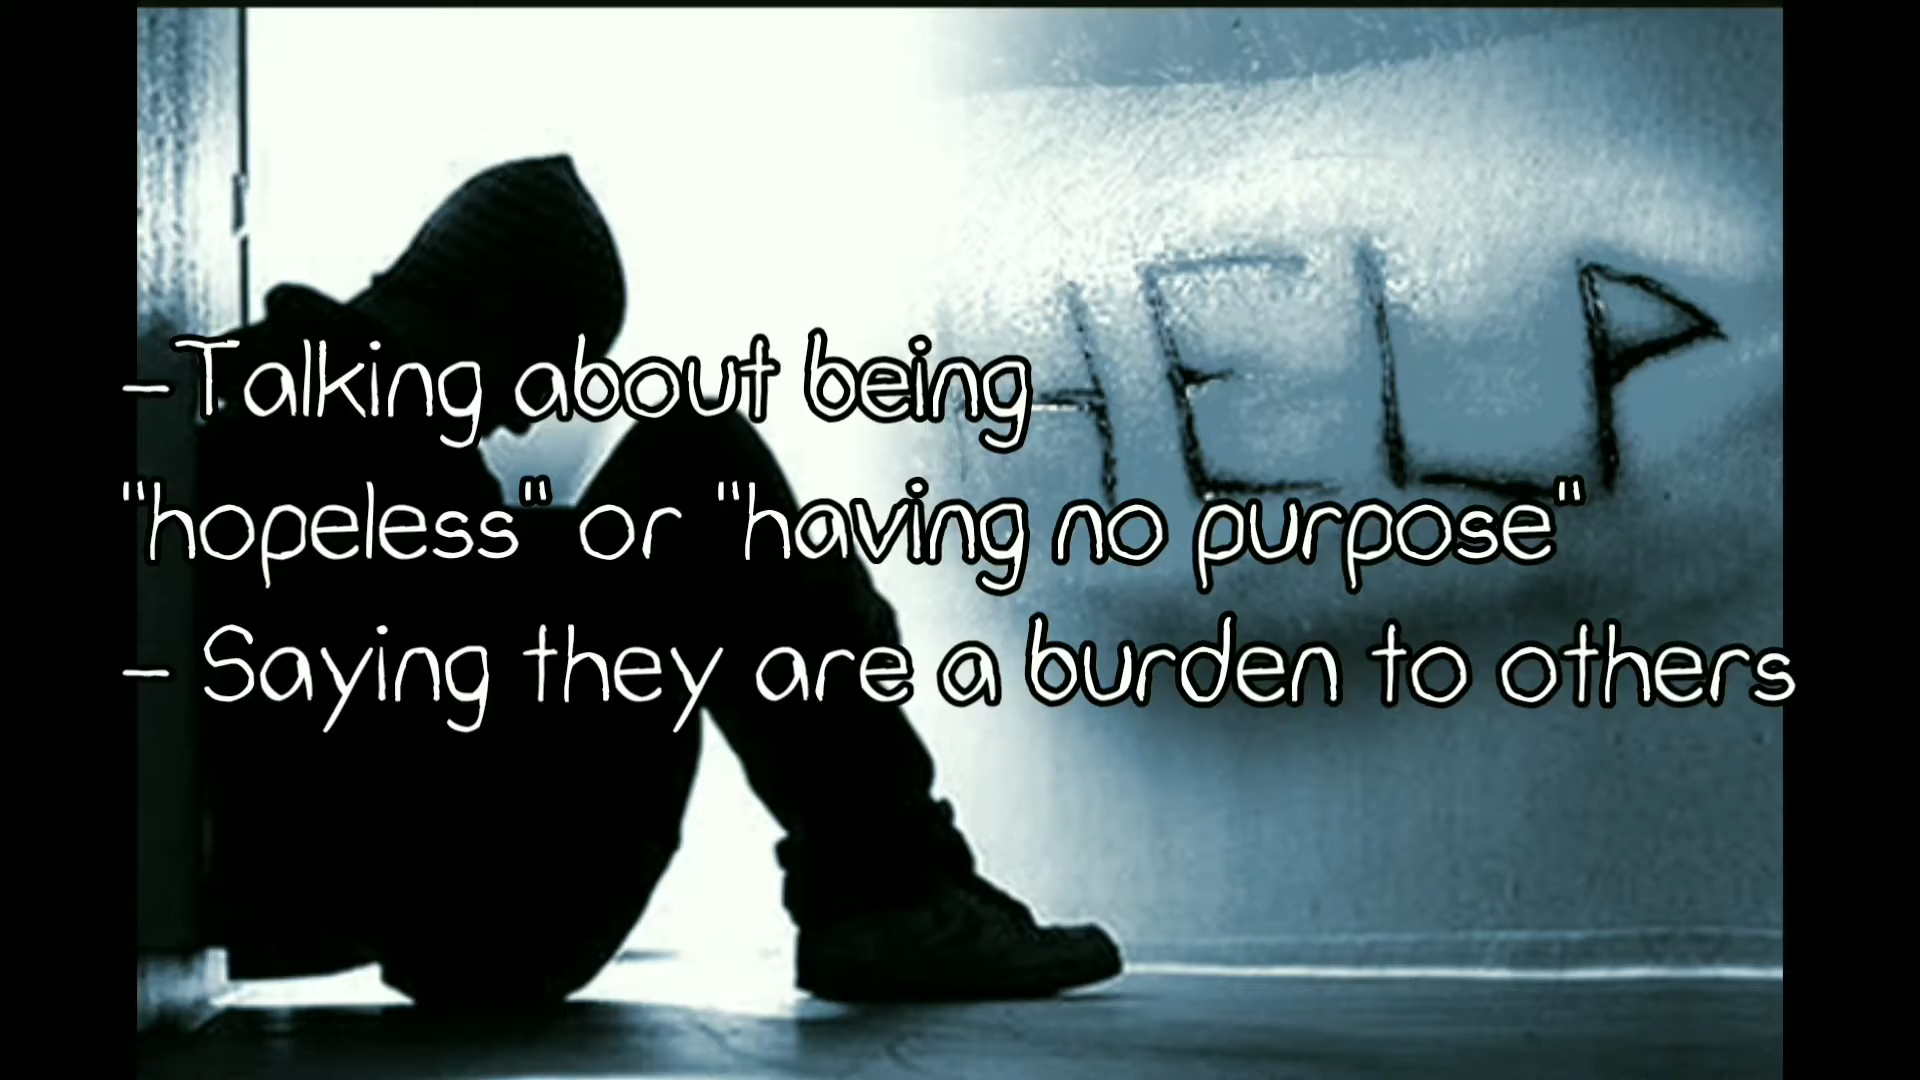 HELP
-Talking about being
"hopeless" or "having no purpose"
- Saying they are a burden to others